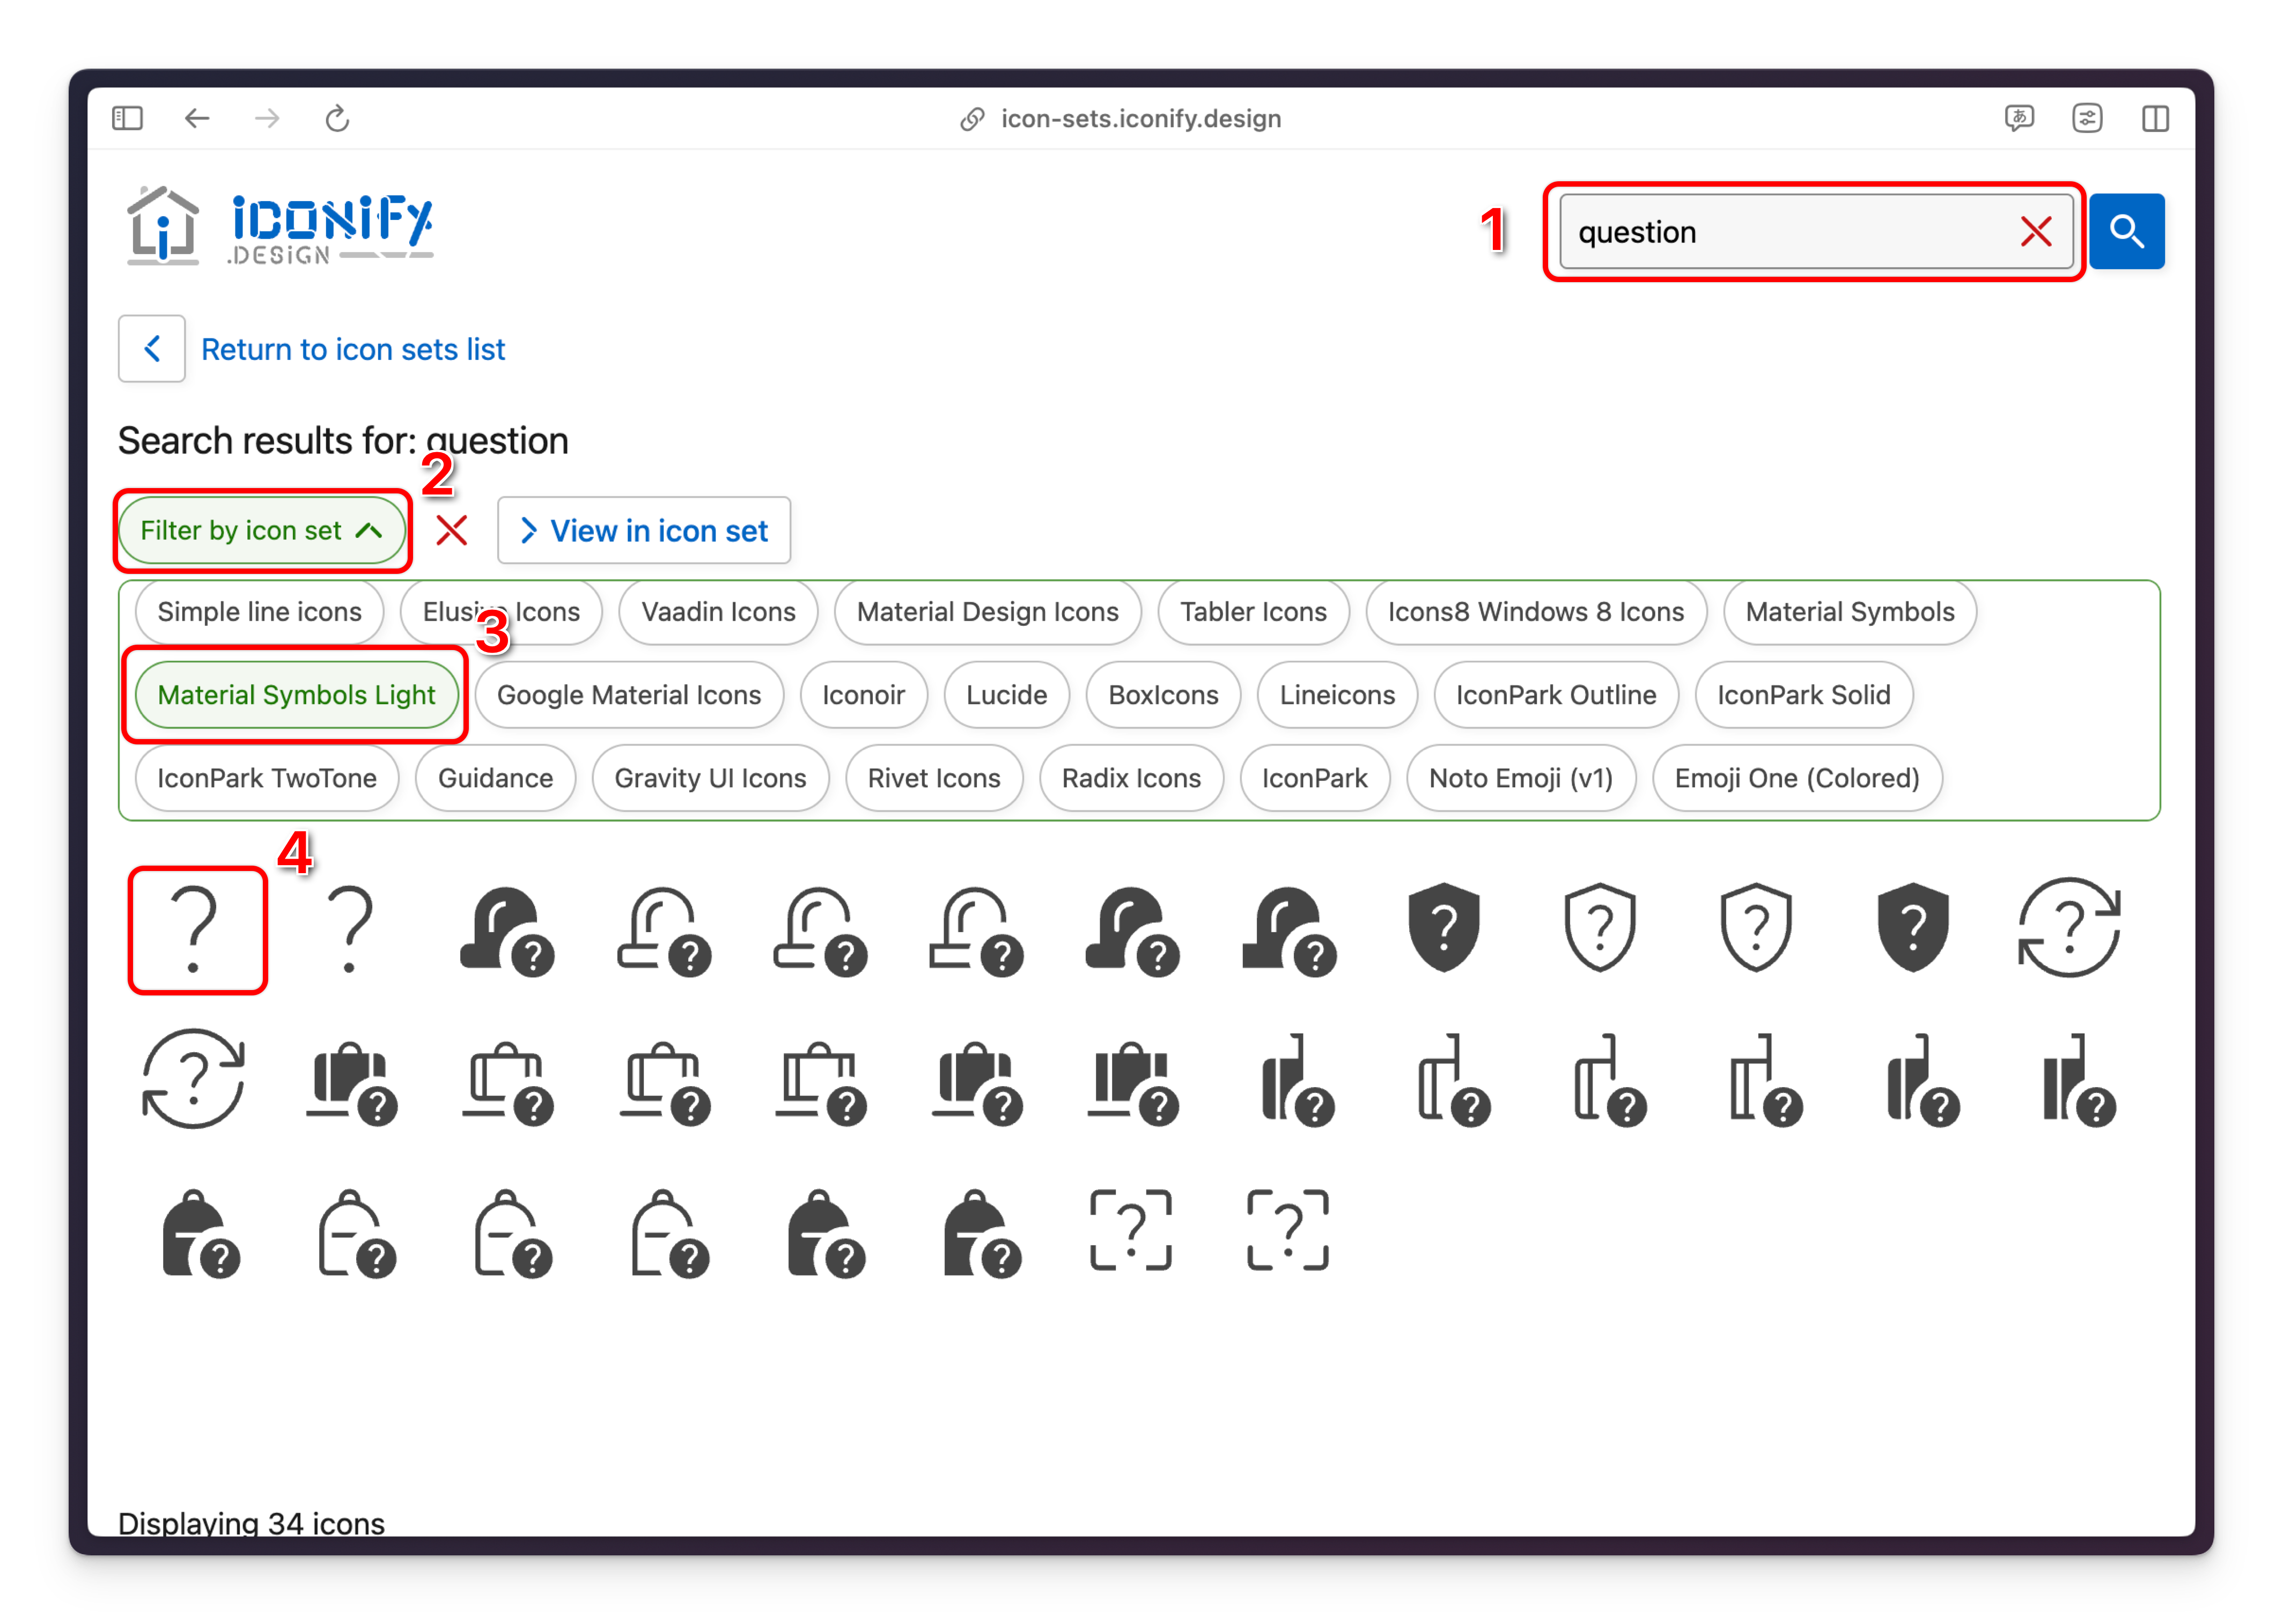 icon-sets.iconify.design
iCONiFY
.DESiGN
1
question
Return to icon sets list
Search results for: question
2
Filter by icon set
View in icon set
Simple line icons
Elusive Icons
Vaadin Icons
Material Design Icons
Tabler Icons
Icons8 Windows 8 Icons
Material Symbols
3
Material Symbols Light
Google Material Icons
Iconoir
Lucide
BoxIcons
Lineicons
IconPark Outline
IconPark Solid
IconPark TwoTone
Guidance
Gravity UI Icons
Rivet Icons
Radix Icons
IconPark
Noto Emoji (v1)
Emoji One (Colored)
4
Displaying 34 icons